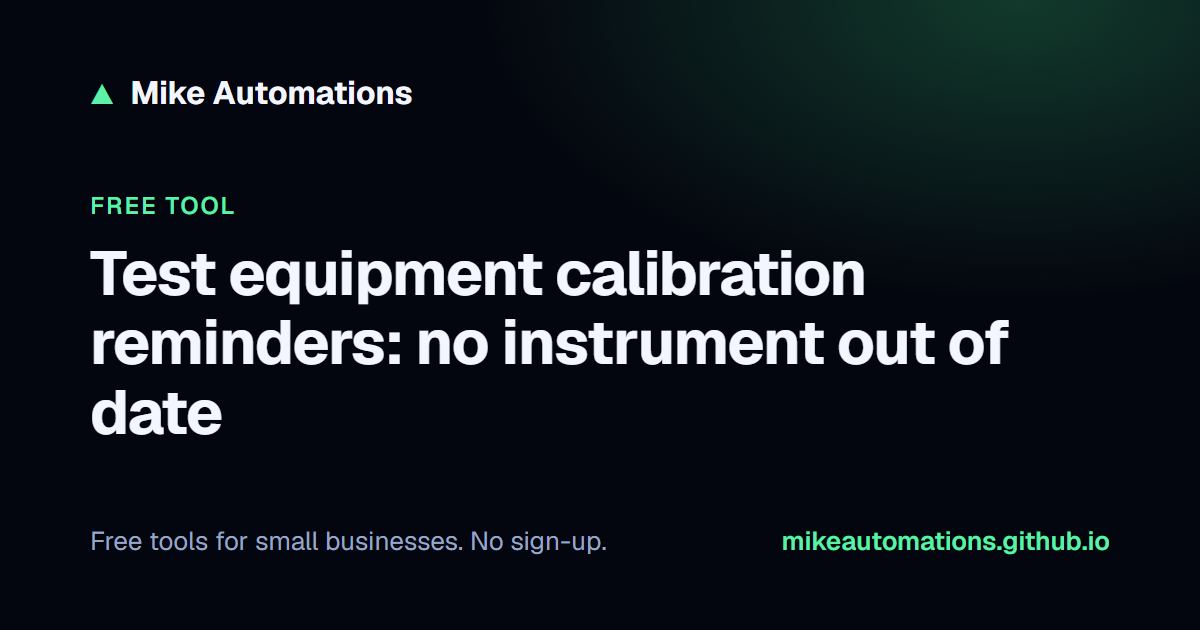 Mike Automations
FREE TOOL
Test equipment calibration
reminders: no instrument out of
date
Free tools for small businesses. No sign-up.
mikeautomations.github.io